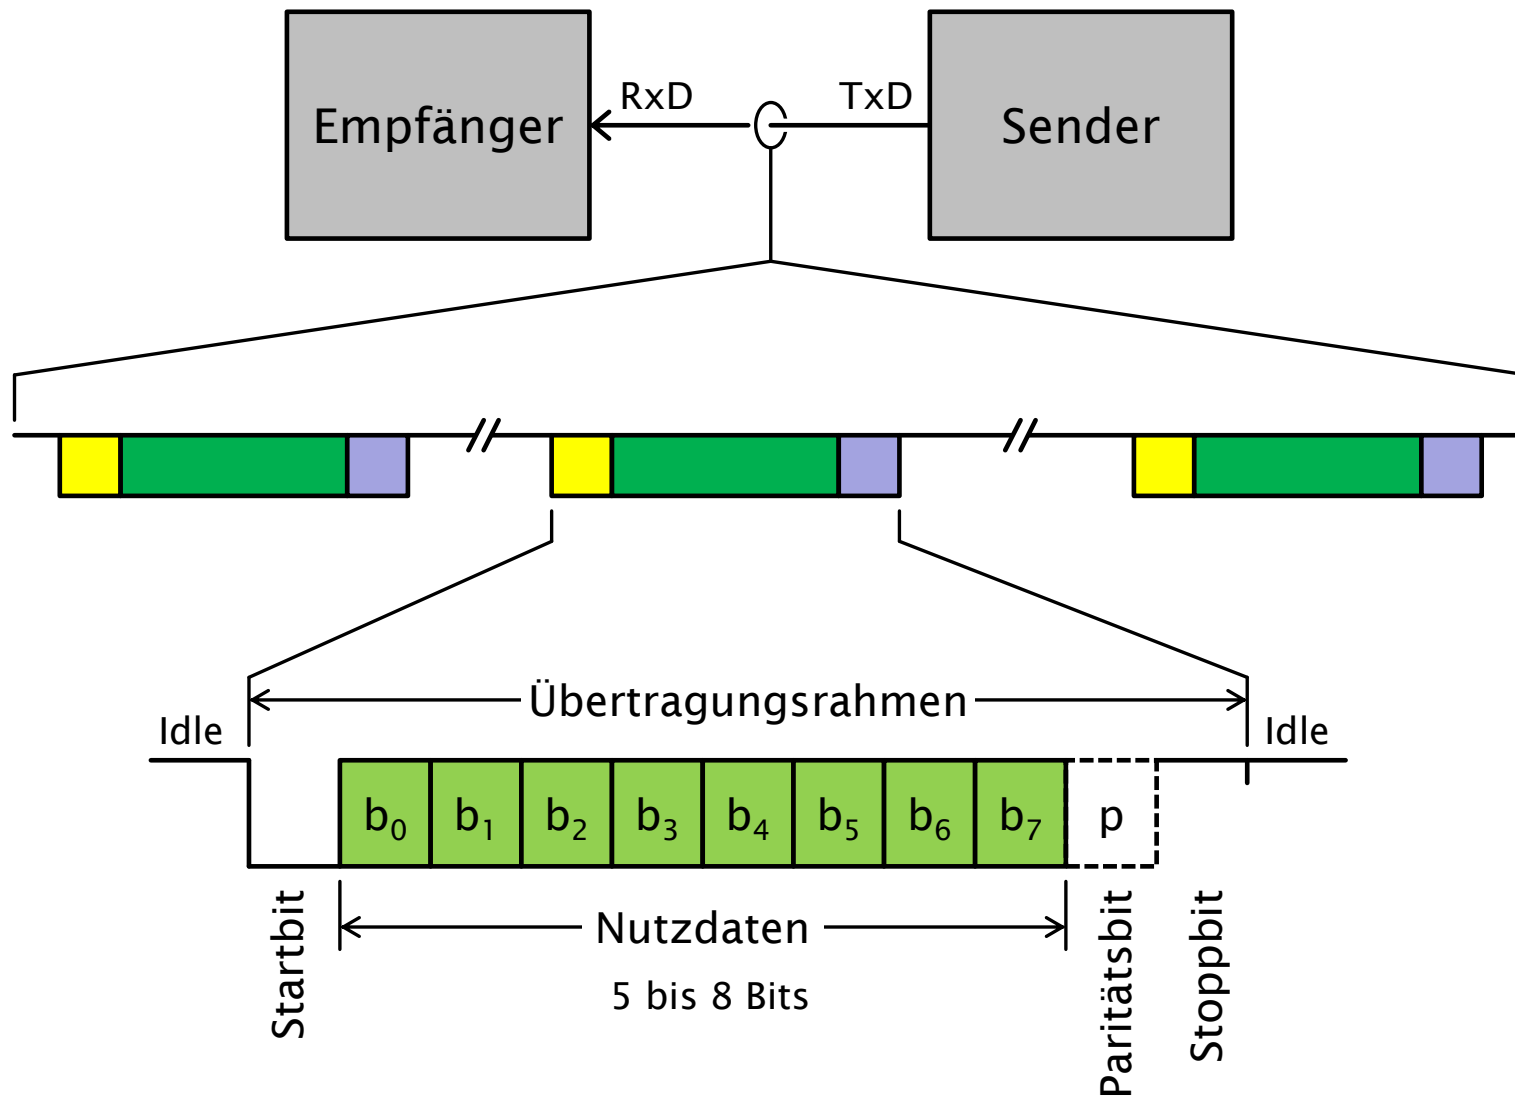 Empfänger
RxD
TxD
Sender
Übertragungsrahmen
Idle
Idle
b₀
b₁
b₂
b₃
b₄
b₅
b₆
b₇
p
Startbit
Nutzdaten
5 bis 8 Bits
Paritätsbit
Stoppbit